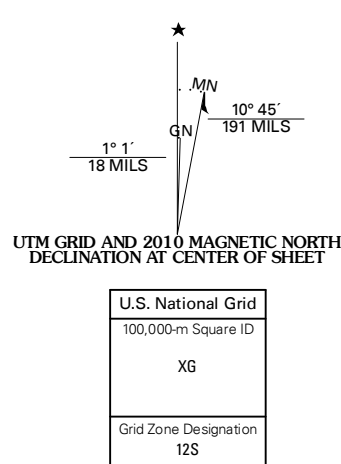 ★
MN
10° 45´
191 MILS
GN
1° 1´
18 MILS
UTM GRID AND 2010 MAGNETIC NORTH
DECLINATION AT CENTER OF SHEET
U.S. National Grid
100,000-m Square ID
XG
Grid Zone Designation
12S